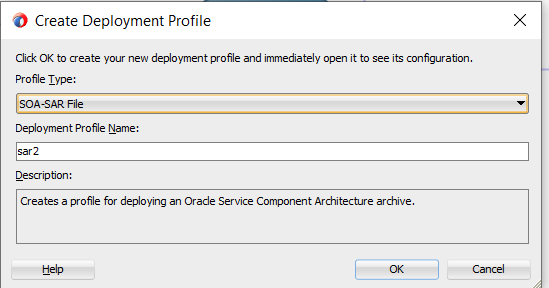 Create Deployment Profile
Click OK to create your new deployment profile and immediately open it to see its configuration.
Profile Type:
SOA-SAR File
Deployment Profile Name:
sar2
Description:
Creates a profile for deploying an Oracle Service Component Architecture archive.
Help
OK
Cancel